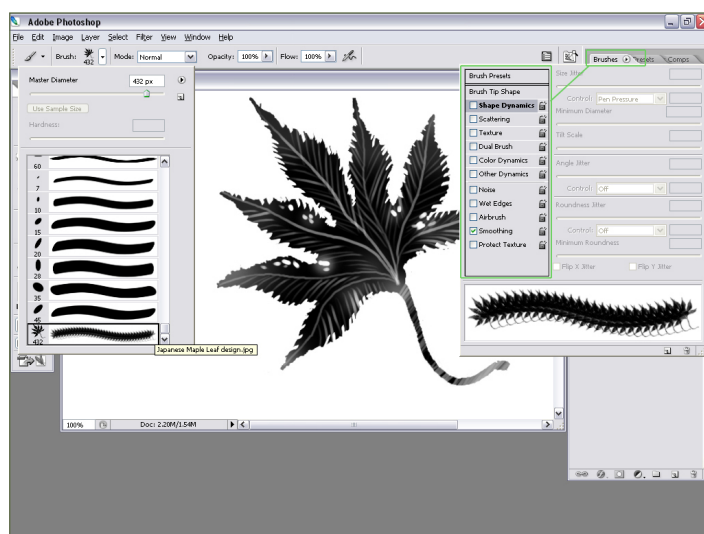 Adobe Photoshop
File Edit Image Layer Select Filter View Window Help
Brush: 432 Mode: Normal Opacity: 100% Flow: 100%
Brushes Presets Comps
Master Diameter 432 px
Use Sample Size
Hardness:
60
7
10
15
20
28
35
45
432
Japanese Maple Leaf design.jpg
Brush Presets
Brush Tip Shape
Shape Dynamics
Scattering
Texture
Dual Brush
Color Dynamics
Other Dynamics
Noise
Wet Edges
Airbrush
Smoothing
Protect Texture
Size Jitter
Control: Pen Pressure
Minimum Diameter
Tilt Scale
Angle Jitter
Control: Off
Roundness Jitter
Control: Off
Minimum Roundness
Flip X Jitter Flip Y Jitter
100% Doc: 2.20M/1.54M